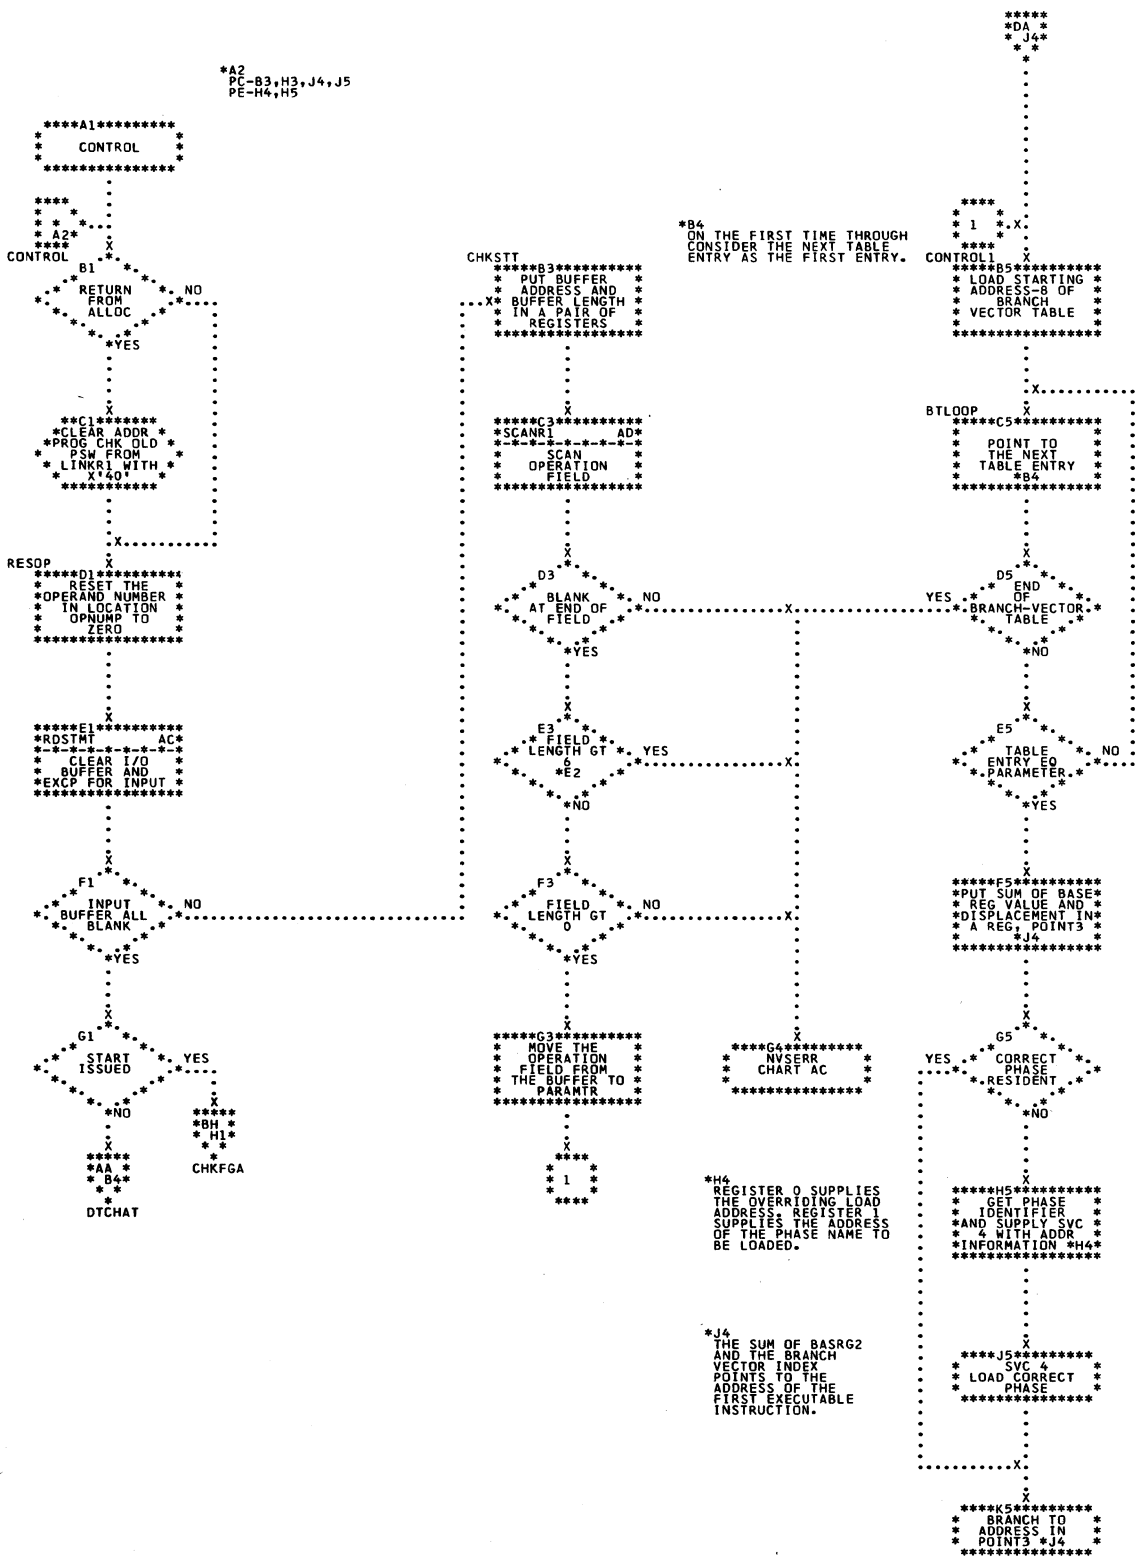 *DA *
* J4*
*A2
PC-B3,H3,J4,J5
PE-H4,H5
****A1*********
CONTROL
A2*
CONTROL
B1
RETURN
FROM
ALLOC
NO
*YES
**C1*******
*CLEAR ADDR *
*PROG CHK OLD *
* PSW FROM *
* LINKR1 WITH *
* X'40' *
RESOP
*****D1**********
* RESET THE *
*OPERAND NUMBER *
* IN LOCATION *
* OPNUMP TO *
* ZERO *
*****E1**********
*RDSTMT AC*
*-*-*-*-*-*-*-*-*
* CLEAR I/O *
* BUFFER AND *
*EXCP FOR INPUT *
F1
INPUT
BUFFER ALL
BLANK
NO
*YES
G1
START
ISSUED
YES
*NO
*BH *
* H1*
CHKFGA
*AA *
* B4*
DTCHAT
CHKSTT
*****B3**********
* PUT BUFFER *
* ADDRESS AND *
* BUFFER LENGTH *
* IN A PAIR OF *
* REGISTERS *
*****C3**********
*SCANR1 AD*
*-*-*-*-*-*-*-*-*
* SCAN *
* OPERATION *
* FIELD *
D3
BLANK
AT END OF
FIELD
NO
*YES
E3
FIELD
LENGTH GT
6
*E2
YES
*NO
F3
FIELD
LENGTH GT
0
NO
*YES
*****G3**********
* MOVE THE *
* OPERATION *
* FIELD FROM *
* THE BUFFER TO *
* PARAMTR *
* 1 *
****G4*********
* NVSERR *
* CHART AC *
*B4
ON THE FIRST TIME THROUGH
CONSIDER THE NEXT TABLE
ENTRY AS THE FIRST ENTRY.
* 1 *
CONTROL1
*****B5**********
* LOAD STARTING *
* ADDRESS-8 OF *
* BRANCH *
* VECTOR TABLE *
BTLOOP
*****C5**********
* POINT TO *
* THE NEXT *
* TABLE ENTRY *
* *B4 *
D5
END
OF
BRANCH-VECTOR
TABLE
YES
*NO
E5
TABLE
ENTRY EQ
PARAMETER
NO
*YES
*****F5**********
*PUT SUM OF BASE*
* REG VALUE AND *
*DISPLACEMENT IN*
* A REG, POINT3 *
* *J4 *
G5
CORRECT
PHASE
RESIDENT
YES
*NO
*****H5**********
* GET PHASE *
* IDENTIFIER *
*AND SUPPLY SVC *
* 4 WITH ADDR *
*INFORMATION *H4*
*H4
REGISTER 0 SUPPLIES
THE OVERRIDING LOAD
ADDRESS. REGISTER 1
SUPPLIES THE ADDRESS
OF THE PHASE NAME TO
BE LOADED.
*J4
THE SUM OF BASRG2
AND THE BRANCH
VECTOR INDEX
POINTS TO THE
ADDRESS OF THE
FIRST EXECUTABLE
INSTRUCTION.
****J5*********
* SVC 4 *
* LOAD CORRECT *
* PHASE *
****K5*********
* BRANCH TO *
* ADDRESS IN *
* POINT3 *J4 *